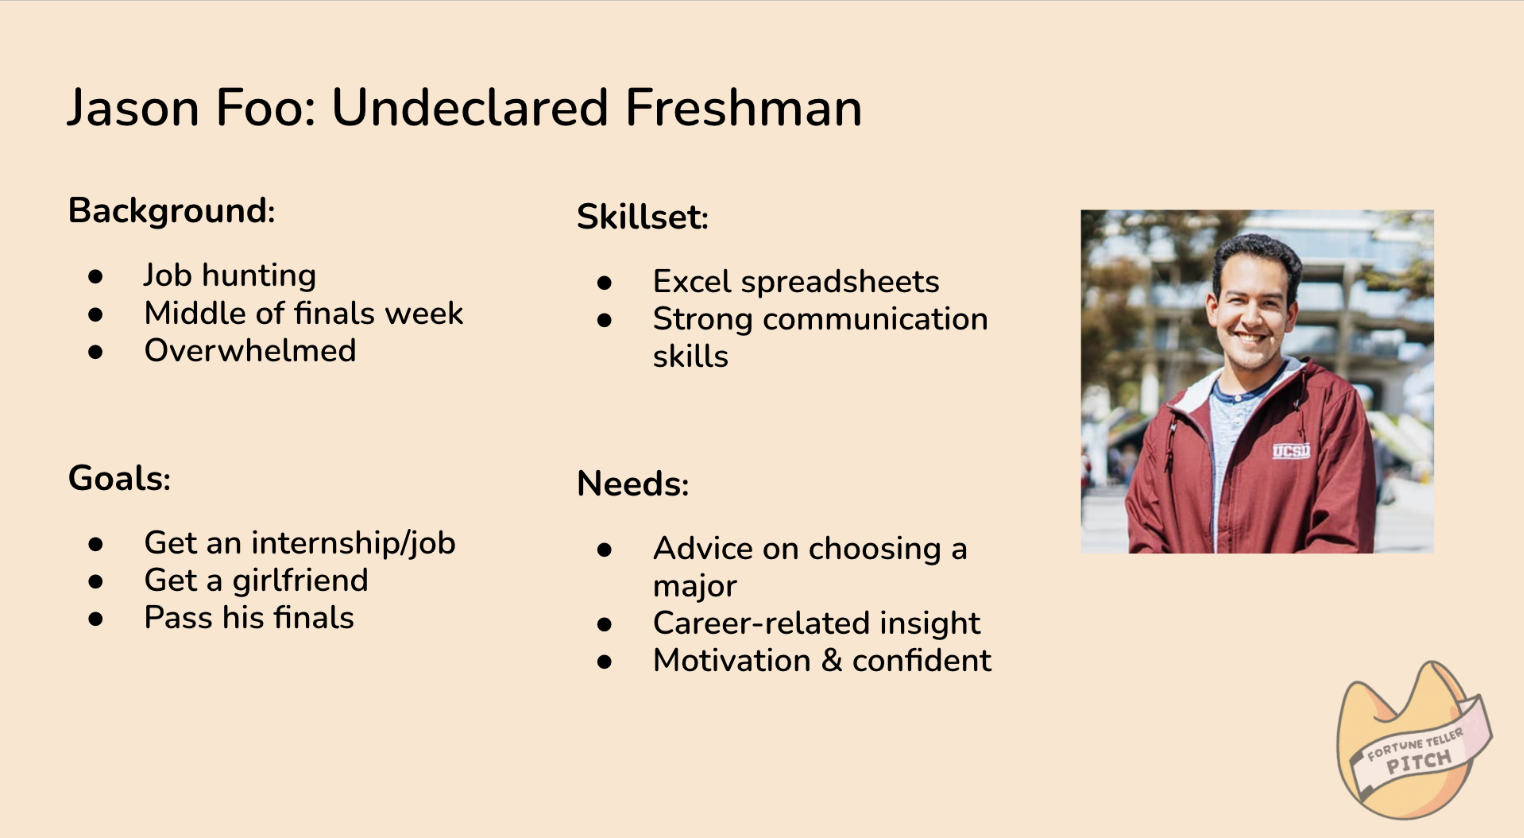 Jason Foo: Undeclared Freshman
Background:
● Job hunting
● Middle of finals week
● Overwhelmed
Skillset:
● Excel spreadsheets
● Strong communication
skills
Goals:
● Get an internship/job
● Get a girlfriend
● Pass his finals
Needs:
● Advice on choosing a
major
● Career-related insight
● Motivation & confident
UCSD
FORTUNE TELLER
PITCH